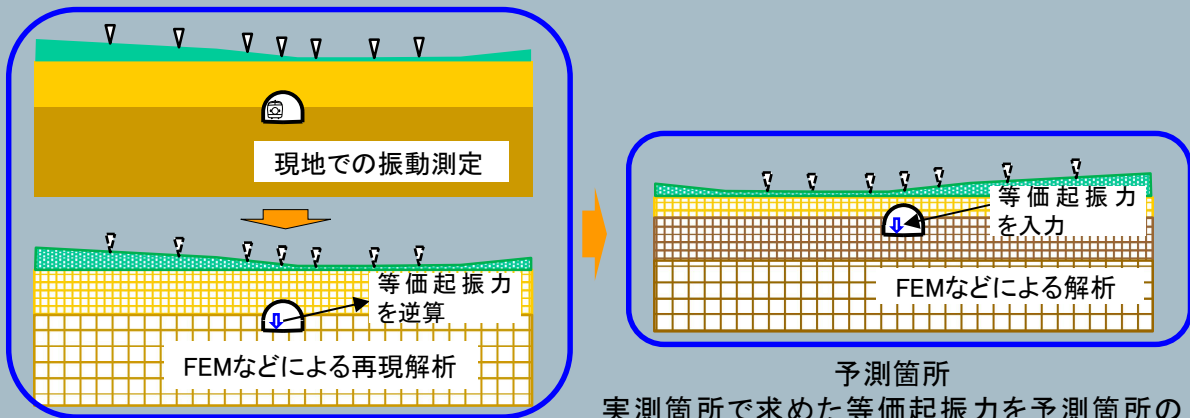 現地での振動測定
等価起振力
を逆算
FEMなどによる再現解析
等価起振力
を入力
FEMなどによる解析
予測箇所
実測箇所で求めた等価起振力を予測箇所の